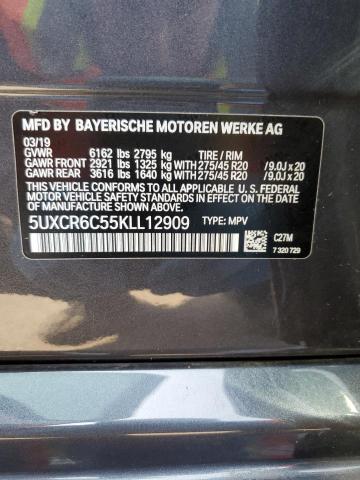 MFD BY BAYERISCHE MOTOREN WERKE AG
03/19
GVWR 6162 lbs 2795 kg TIRE / RIM
GAWR FRONT 2921 lbs 1325 kg WITH 275/45 R20 /9.0J x 20
GAWR REAR 3616 lbs 1640 kg WITH 275/45 R20 /9.0J x 20
THIS VEHICLE CONFORMS TO ALL APPLICABLE U. S. FEDERAL
MOTOR VEHICLE SAFETY STANDARDS IN EFFECT ON THE
DATE OF MANUFACTURE SHOWN ABOVE.
5UXCR6C55KLL12909 TYPE: MPV
C27M
7 320 729